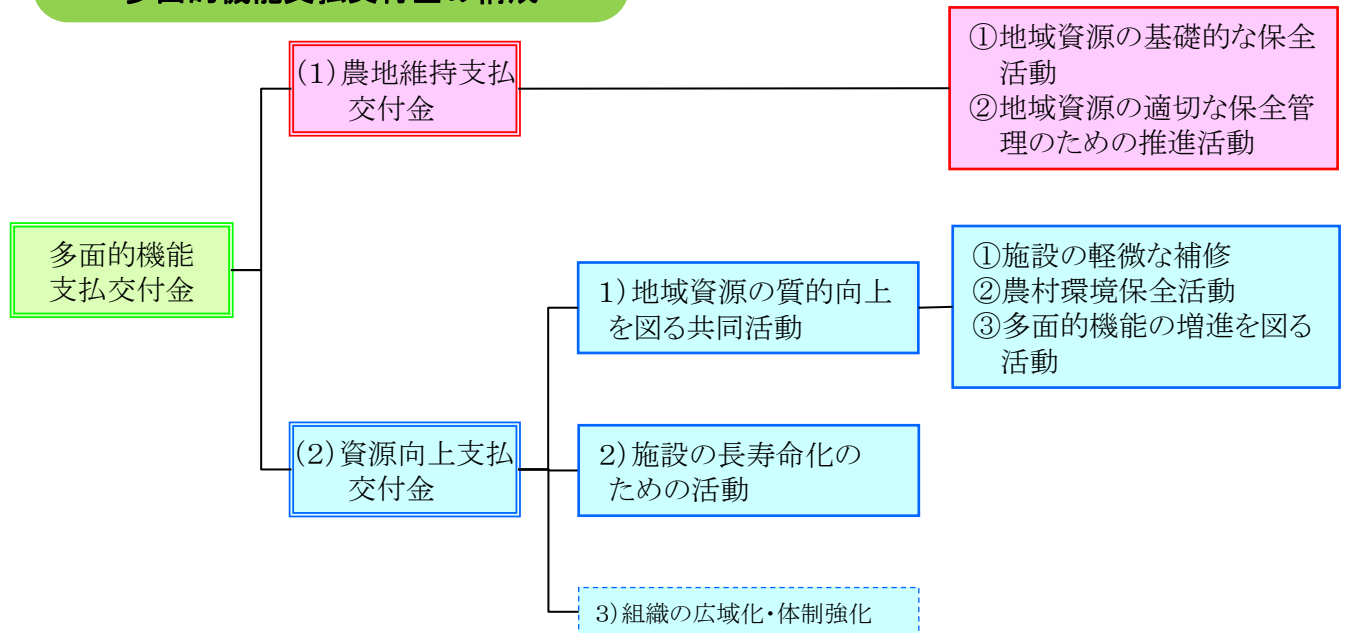 (1)農地維持支払
交付金
①地域資源の基礎的な保全
活動
②地域資源の適切な保全管
理のための推進活動
多面的機能
支払交付金
1)地域資源の質的向上
を図る共同活動
①施設の軽微な補修
②農村環境保全活動
③多面的機能の増進を図る
活動
(2)資源向上支払
交付金
2)施設の長寿命化の
ための活動
3)組織の広域化・体制強化